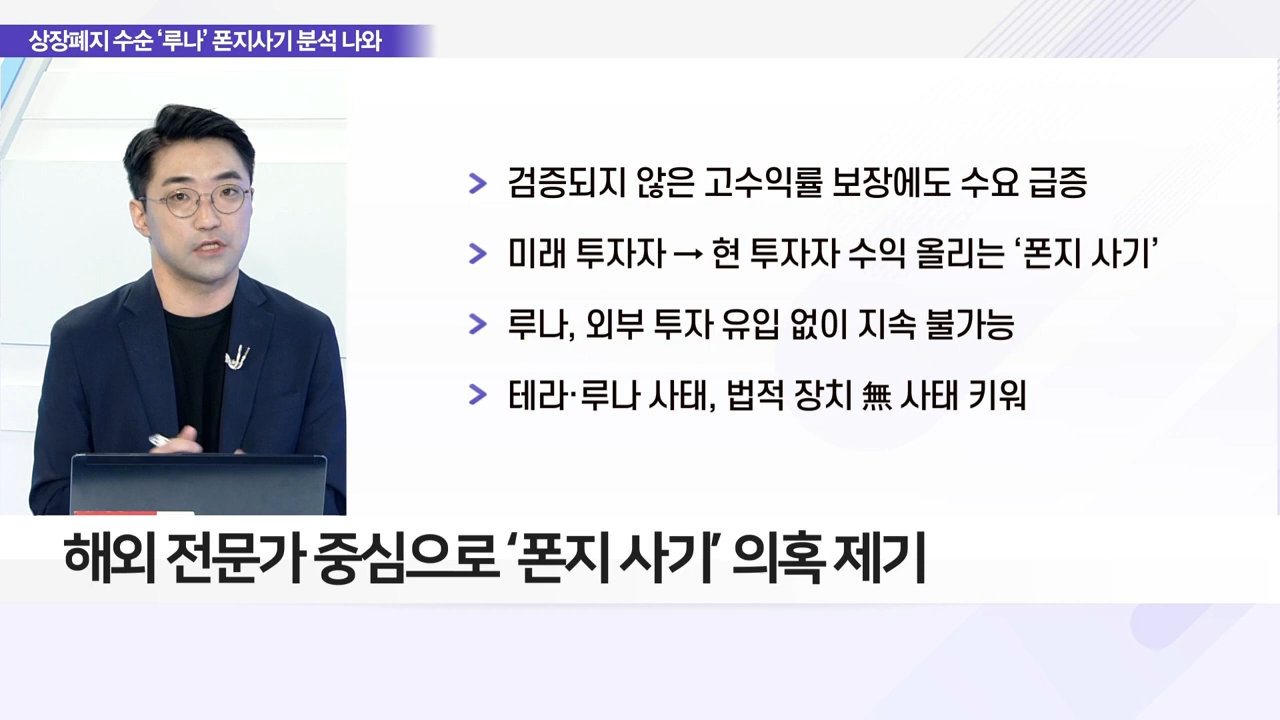 상장폐지 수순 ‘루나’ 폰지사기 분석 나와
> 검증되지 않은 고수익률 보장에도 수요 급증
> 미래 투자자 → 현 투자자 수익 올리는 ‘폰지 사기’
> 루나, 외부 투자 유입 없이 지속 불가능
> 테라·루나 사태, 법적 장치 無 사태 키워
해외 전문가 중심으로 ‘폰지 사기’ 의혹 제기